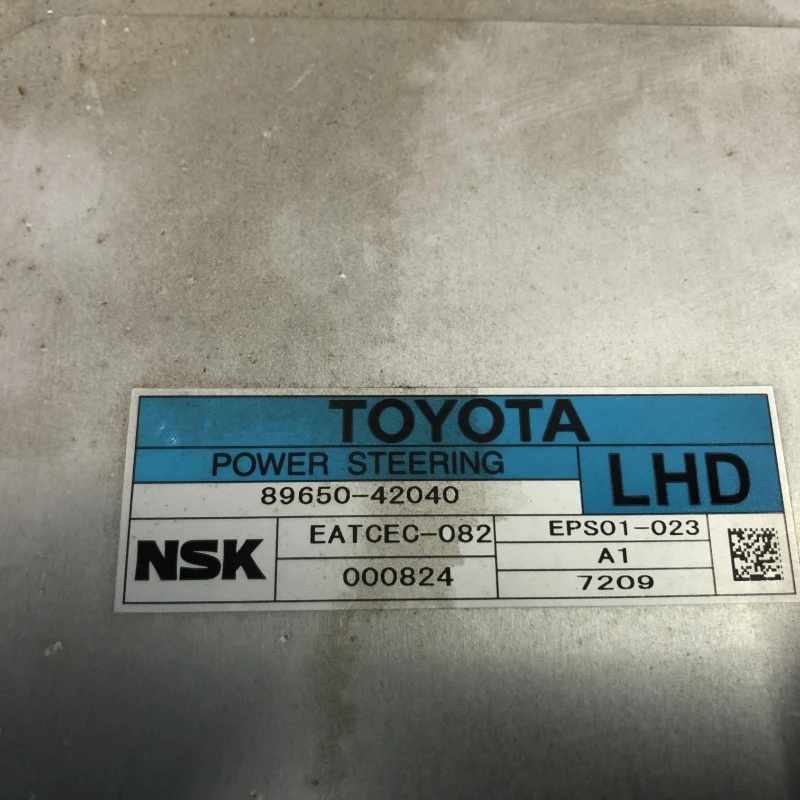 TOYOTA
POWER STEERING
LHD
89650-42040
NSK
EATCEC-082
000824
EPS01-023
A1
7209